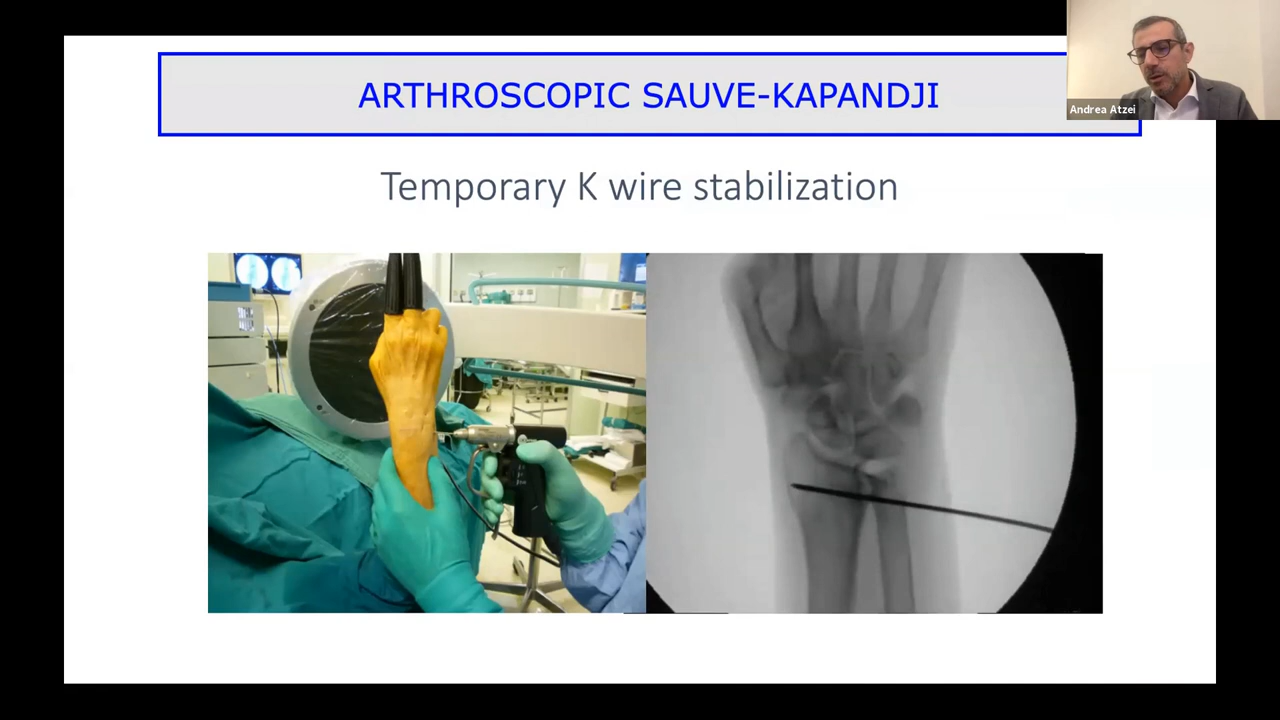 ARTHROSCOPIC SAUVE-KAPANDJI
Andrea Atzei
Temporary K wire stabilization